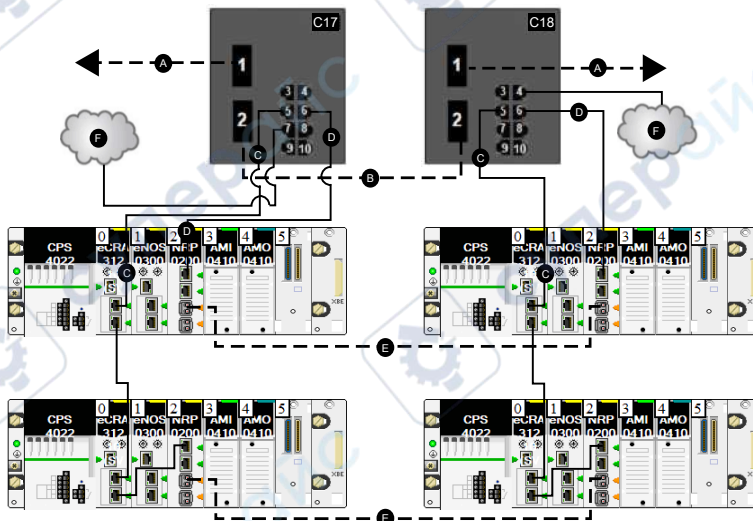 C17
C18
1
2
3 4
5 6
7 8
9 10
1
2
3 4
5 6
7 8
9 10
A
A
B
C
C
D
D
D
F
F
0 1 2 3 4 5
CPS eCRA eNOS NRP AMI AMO
4022 312 0300 0200 0410 0410
XBE
C
0 1 2 3 4 5
CPS eCRA eNOS NRP AMI AMO
4022 312 0300 0200 0410 0410
XBE
C
E
0 1 2 3 4 5
CPS eCRA eNOS NRP AMI AMO
4022 312 0300 0200 0410 0410
XBE
0 1 2 3 4 5
CPS eCRA eNOS NRP AMI AMO
4022 312 0300 0200 0410 0410
XBE
E